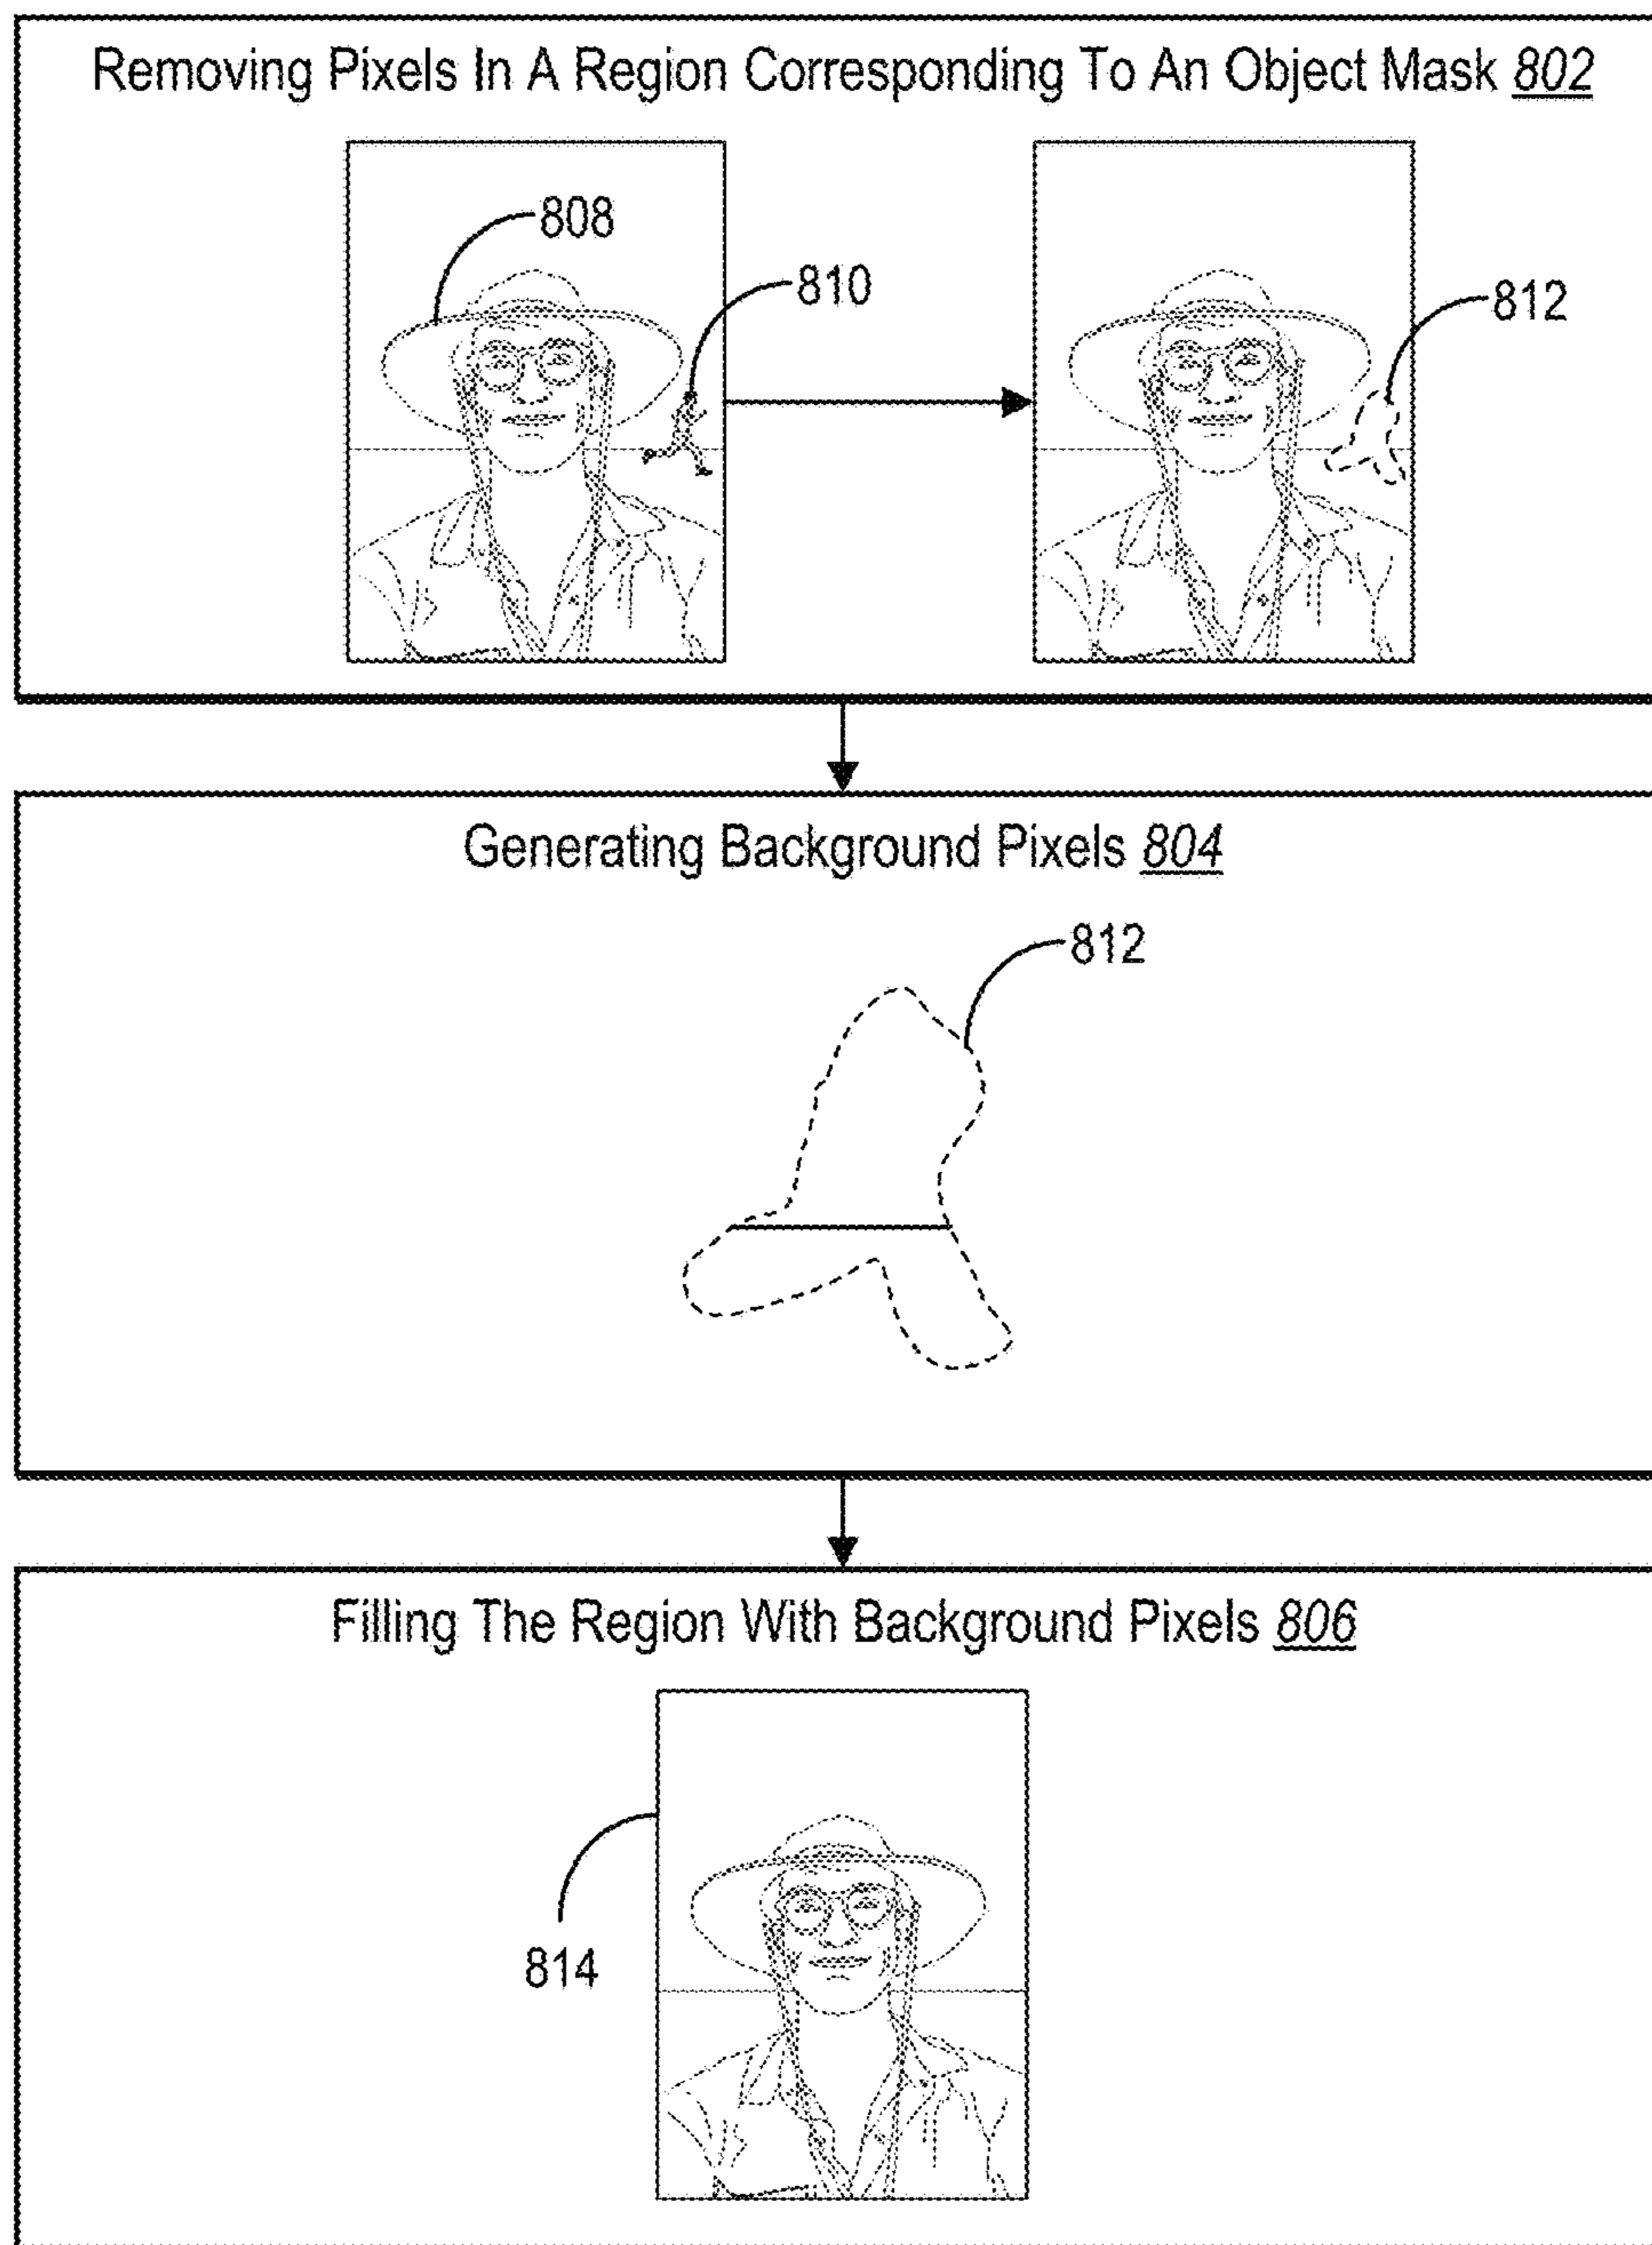 Removing Pixels In A Region Corresponding To An Object Mask 802
808
810
812
Generating Background Pixels 804
812
Filling The Region With Background Pixels 806
814